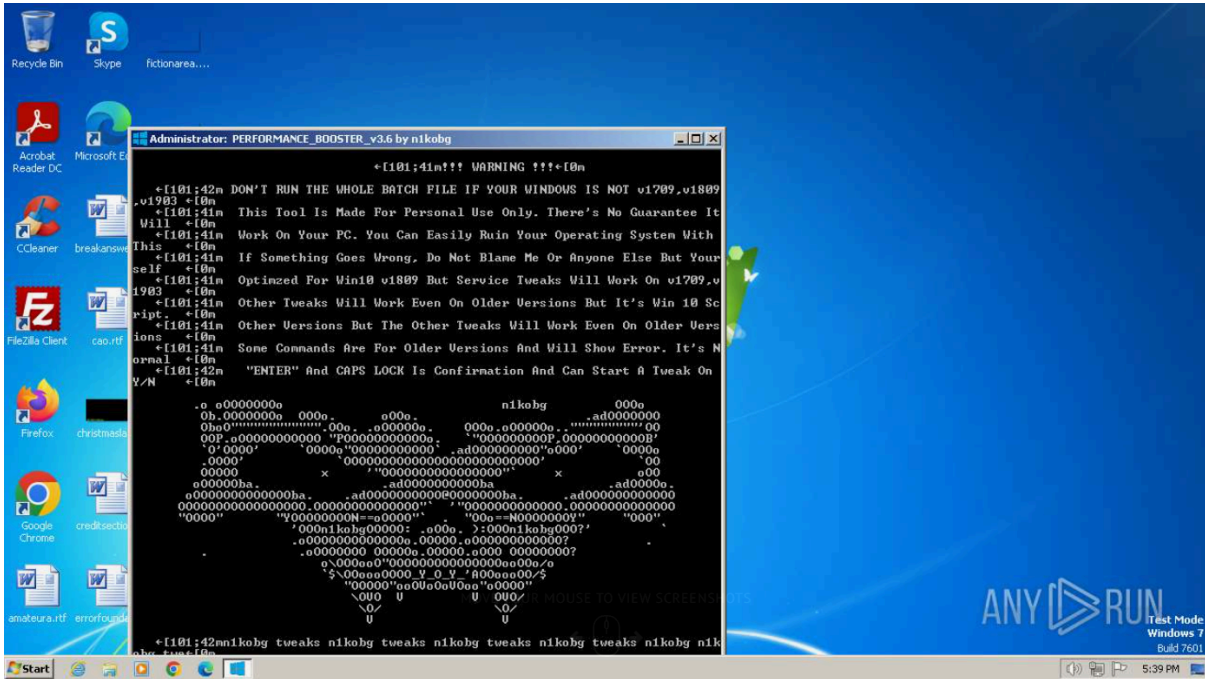 Recycle Bin
Skype
fictionarea....
Acrobat
Reader DC
Microsoft Ed
CCleaner
breakanswe
FileZilla Client
cao.rtf
Firefox
christmasla
Google
Chrome
creditsectio
amateura.rtf
errorfound
Administrator: PERFORMANCE_BOOSTER_v3.6 by n1kobg
←[101;41m!!! WARNING !!!←[0m
←[101;42m DON'T RUN THE WHOLE BATCH FILE IF YOUR WINDOWS IS NOT v1709,v1809
,v1903 ←[0m
←[101;41m This Tool Is Made For Personal Use Only. There's No Guarantee It
Will ←[0m
←[101;41m Work On Your PC. You Can Easily Ruin Your Operating System With
This ←[0m
←[101;41m If Something Goes Wrong, Do Not Blame Me Or Anyone Else But Your
self ←[0m
←[101;41m Optimzed For Win10 v1809 But Service Tweaks Will Work On v1709,v
1903 ←[0m
←[101;41m Other Tweaks Will Work Even On Older Versions But It's Win 10 Sc
ript. ←[0m
←[101;41m Other Versions But The Other Tweaks Will Work Even On Older Vers
ions ←[0m
←[101;41m Some Commands Are For Older Versions And Will Show Error. It's N
ormal ←[0m
←[101;42m "ENTER" And CAPS LOCK Is Confirmation And Can Start A Tweak On
Y/N ←[0m
n1kobg
←[101;42mn1kobg tweaks n1kobg tweaks n1kobg tweaks n1kobg tweaks n1kobg n1k
MOUSE TO VIEW SCREENSHOTS
ANY RUN
Test Mode
Windows 7
Build 7601
Start
5:39 PM